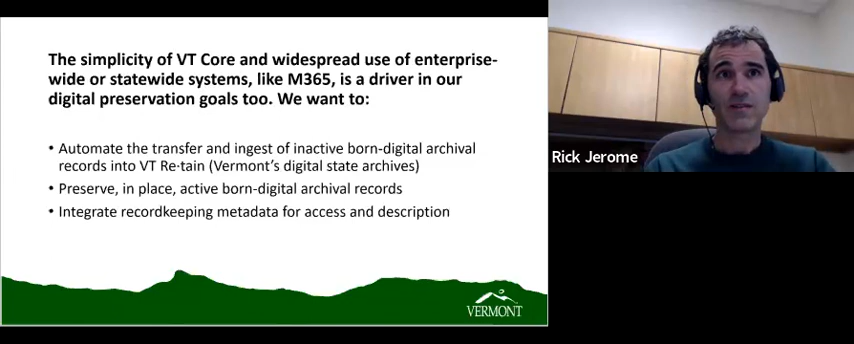 The simplicity of VT Core and widespread use of enterprise-
wide or statewide systems, like M365, is a driver in our
digital preservation goals too. We want to:
• Automate the transfer and ingest of inactive born-digital archival
records into VT Re·tain (Vermont's digital state archives)
• Preserve, in place, active born-digital archival records
• Integrate recordkeeping metadata for access and description
VERMONT
Rick Jerome